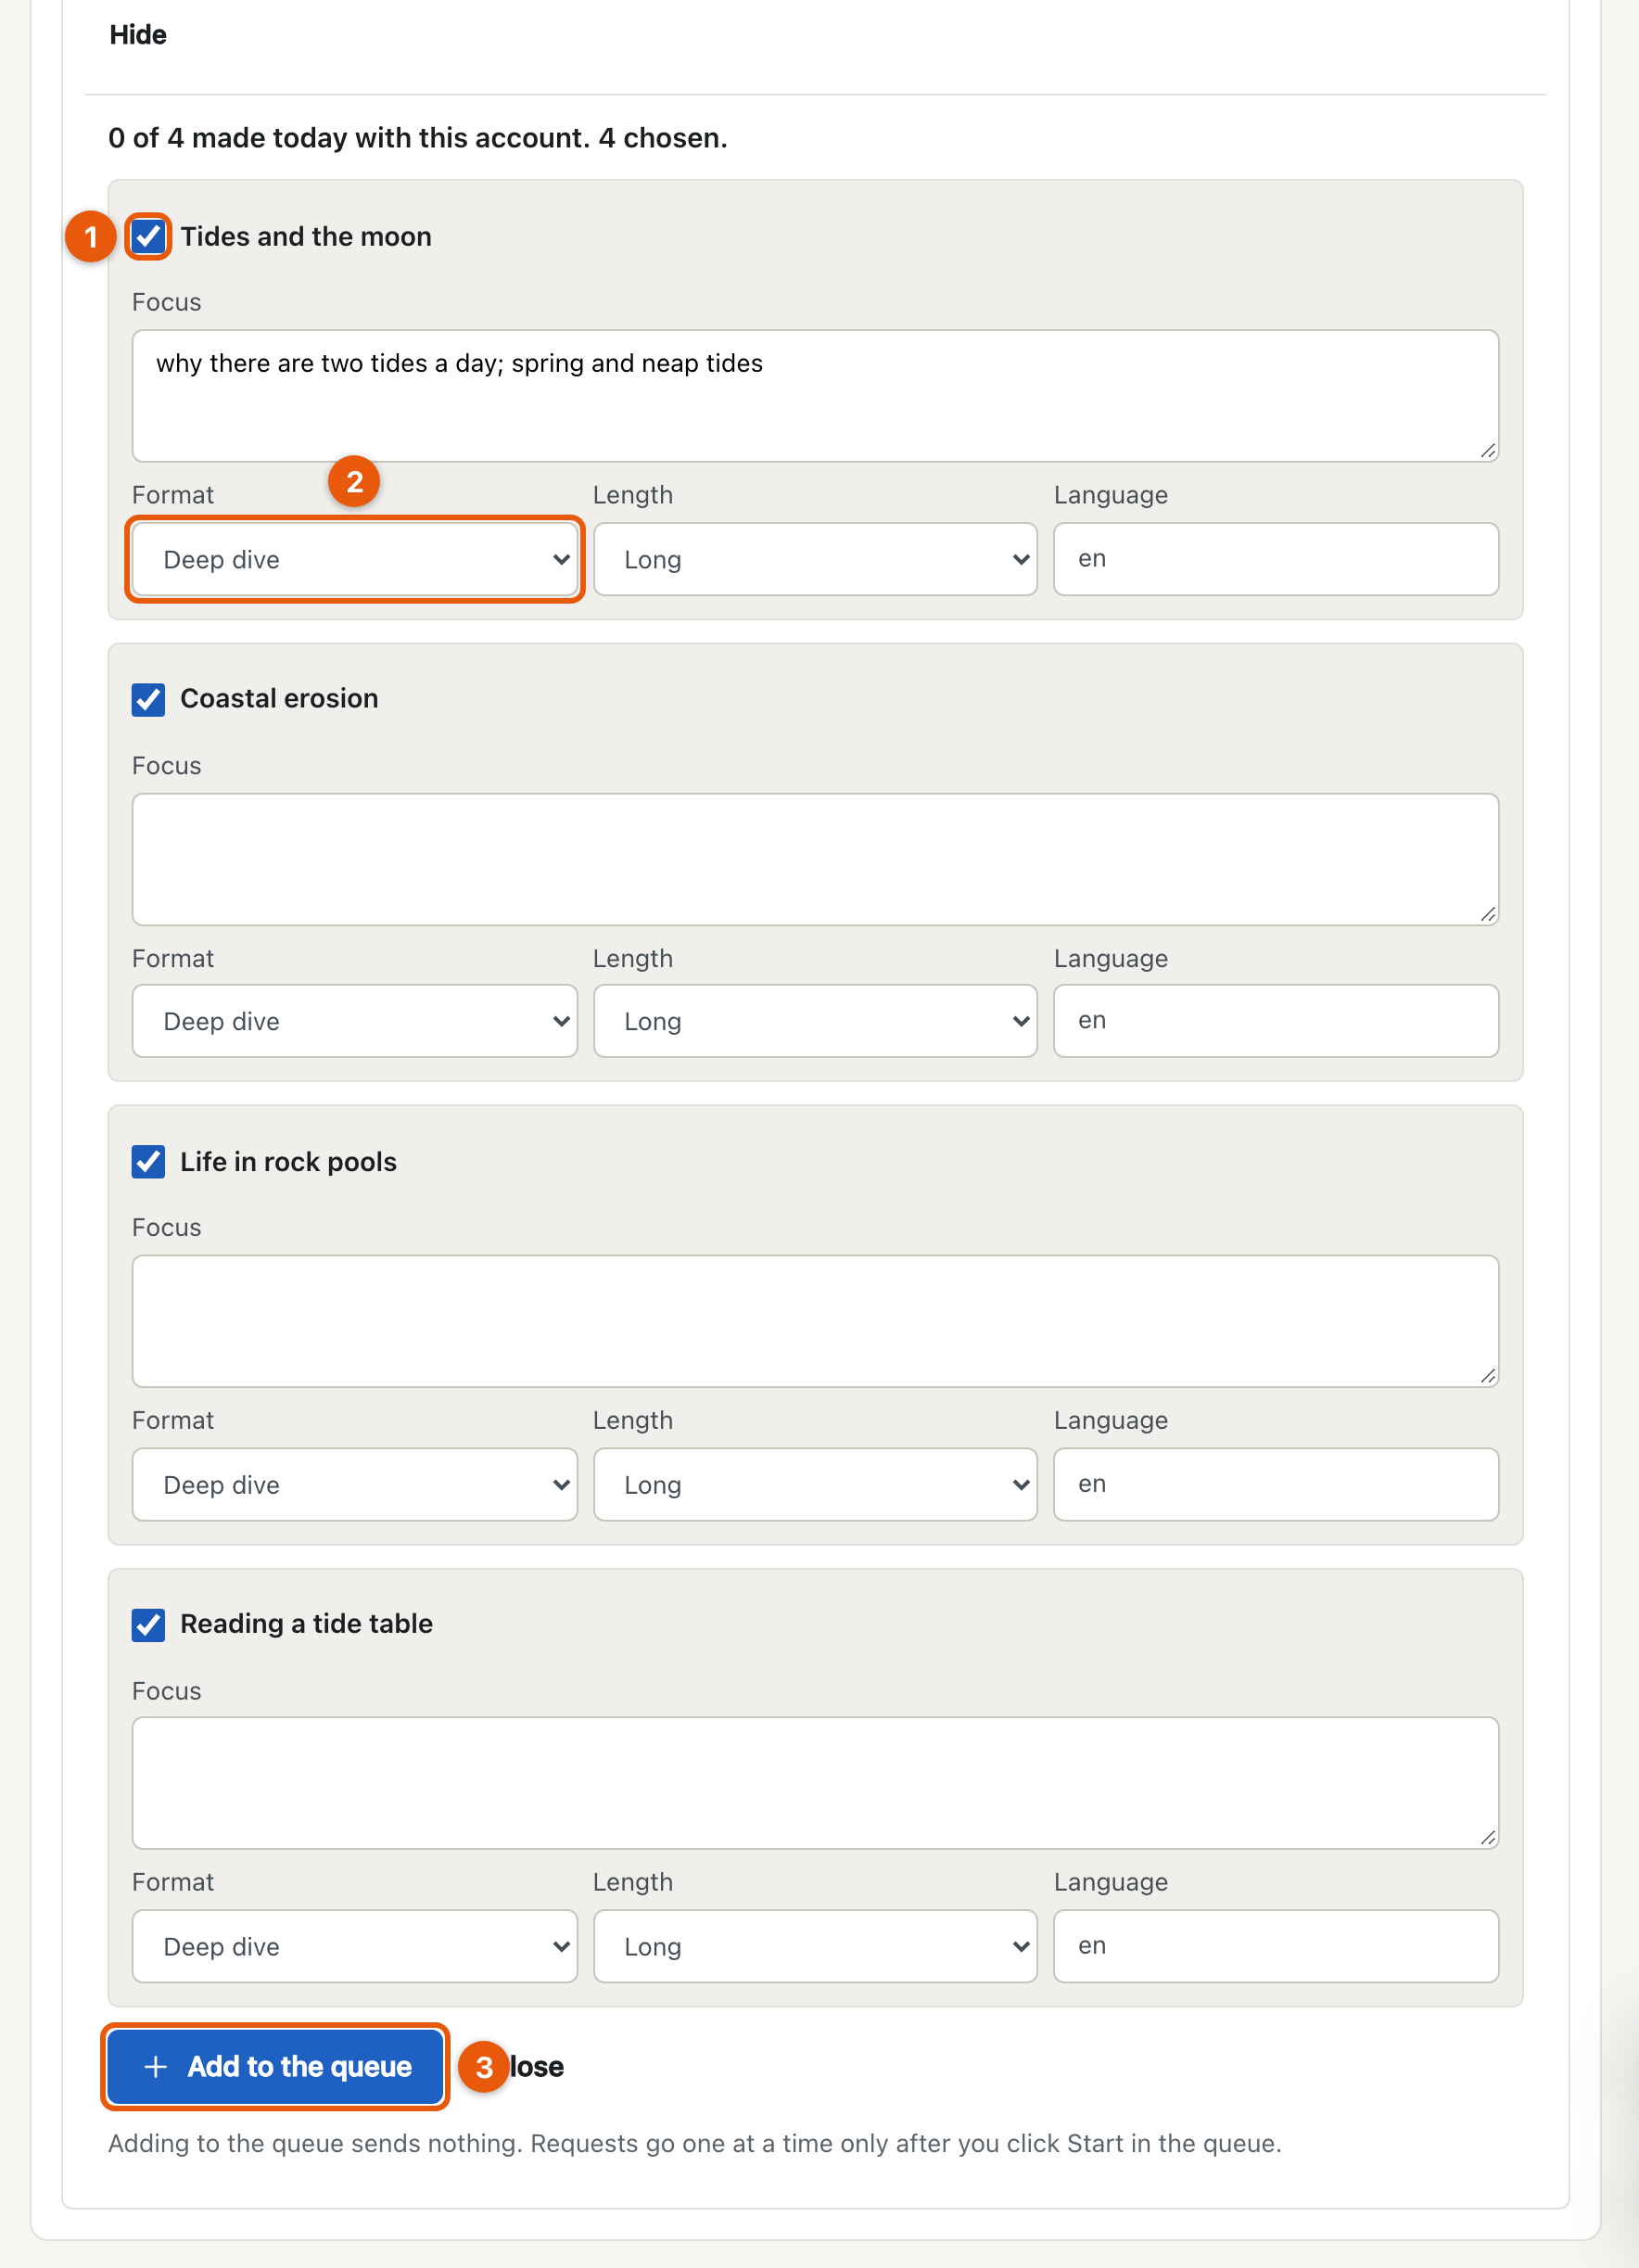 Hide
0 of 4 made today with this account. 4 chosen.
1 Tides and the moon
Focus
why there are two tides a day; spring and neap tides
2
Format Length Language
Deep dive Long en
Coastal erosion
Focus
Format Length Language
Deep dive Long en
Life in rock pools
Focus
Format Length Language
Deep dive Long en
Reading a tide table
Focus
Format Length Language
Deep dive Long en
+ Add to the queue 3 lose
Adding to the queue sends nothing. Requests go one at a time only after you click Start in the queue.